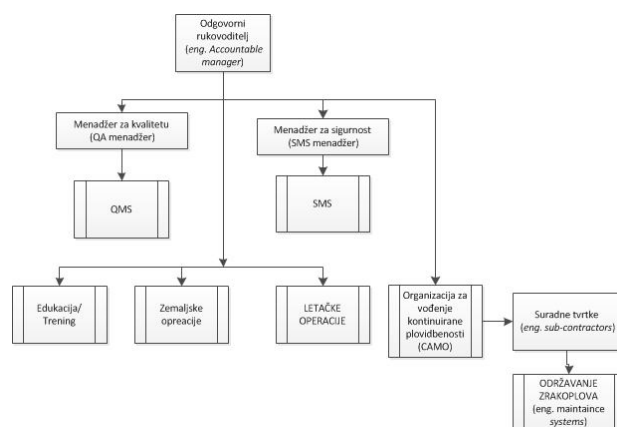 Odgovorni
rukovoditelj
(eng. Accountable
manager)
Menadžer za kvalitetu
(QA menadžer)
Menadžer za sigurnost
(SMS menadžer)
QMS
SMS
Edukacija/
Trening
Zemaljske
opreacije
LETAČKE
OPERACIJE
Organizacija za
vođenje
kontinuirane
plovidbenosti
(CAMO)
Suradne tvrtke
(eng. sub-contractors)
ODRŽAVANJE
ZRAKOPLOVA
(eng. maintaince
systems)